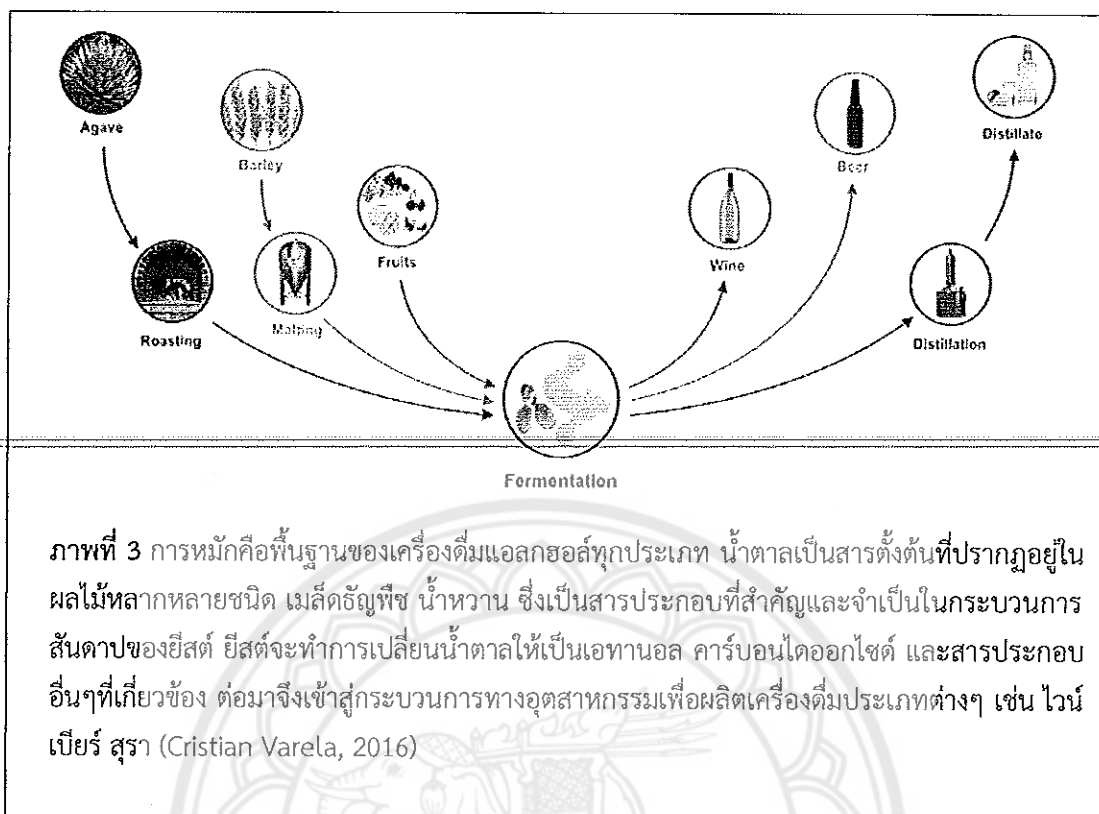 Agave
Barley
Fruits
Roasting
Malping
Wine
Beer
Distillate
Distillation
Fermentation
ภาพที่ 3 การหมักคือพื้นฐานของเครื่องดื่มแอลกฮอล์ทุกประเภท น้ำตาลเป็นสารตั้งต้นที่ปรากฏอยู่ใน
ผลไม้หลากหลายชนิด เมล็ดธัญพืช น้ำหวาน ซึ่งเป็นสารประกอบที่สำคัญและจำเป็นในกระบวนการ
สันดาปของยีสต์ ยีสต์จะทำการเปลี่ยนน้ำตาลให้เป็นเอทานอล คาร์บอนไดออกไซด์ และสารประกอบ
อื่นๆที่เกี่ยวข้อง ต่อมาจึงเข้าสู่กระบวนการทางอุตสาหกรรมเพื่อผลิตเครื่องดื่มประเภทต่างๆ เช่น ไวน์
เบียร์ สุรา (Cristian Varela, 2016)